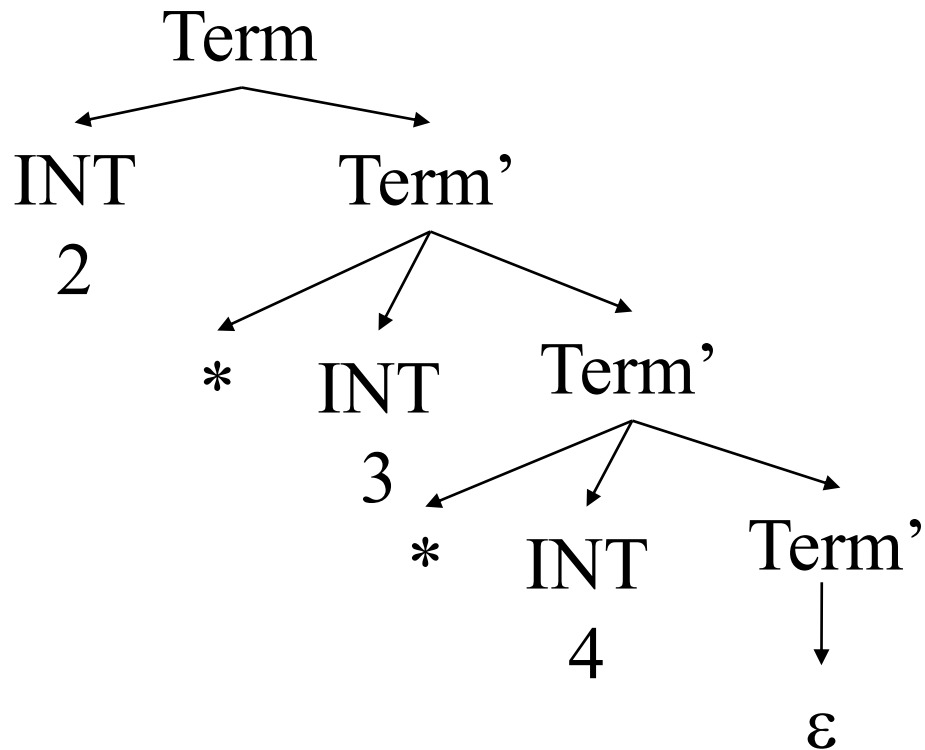 Term
INT Term’
2
* INT Term’
3
* INT Term’
4
ε